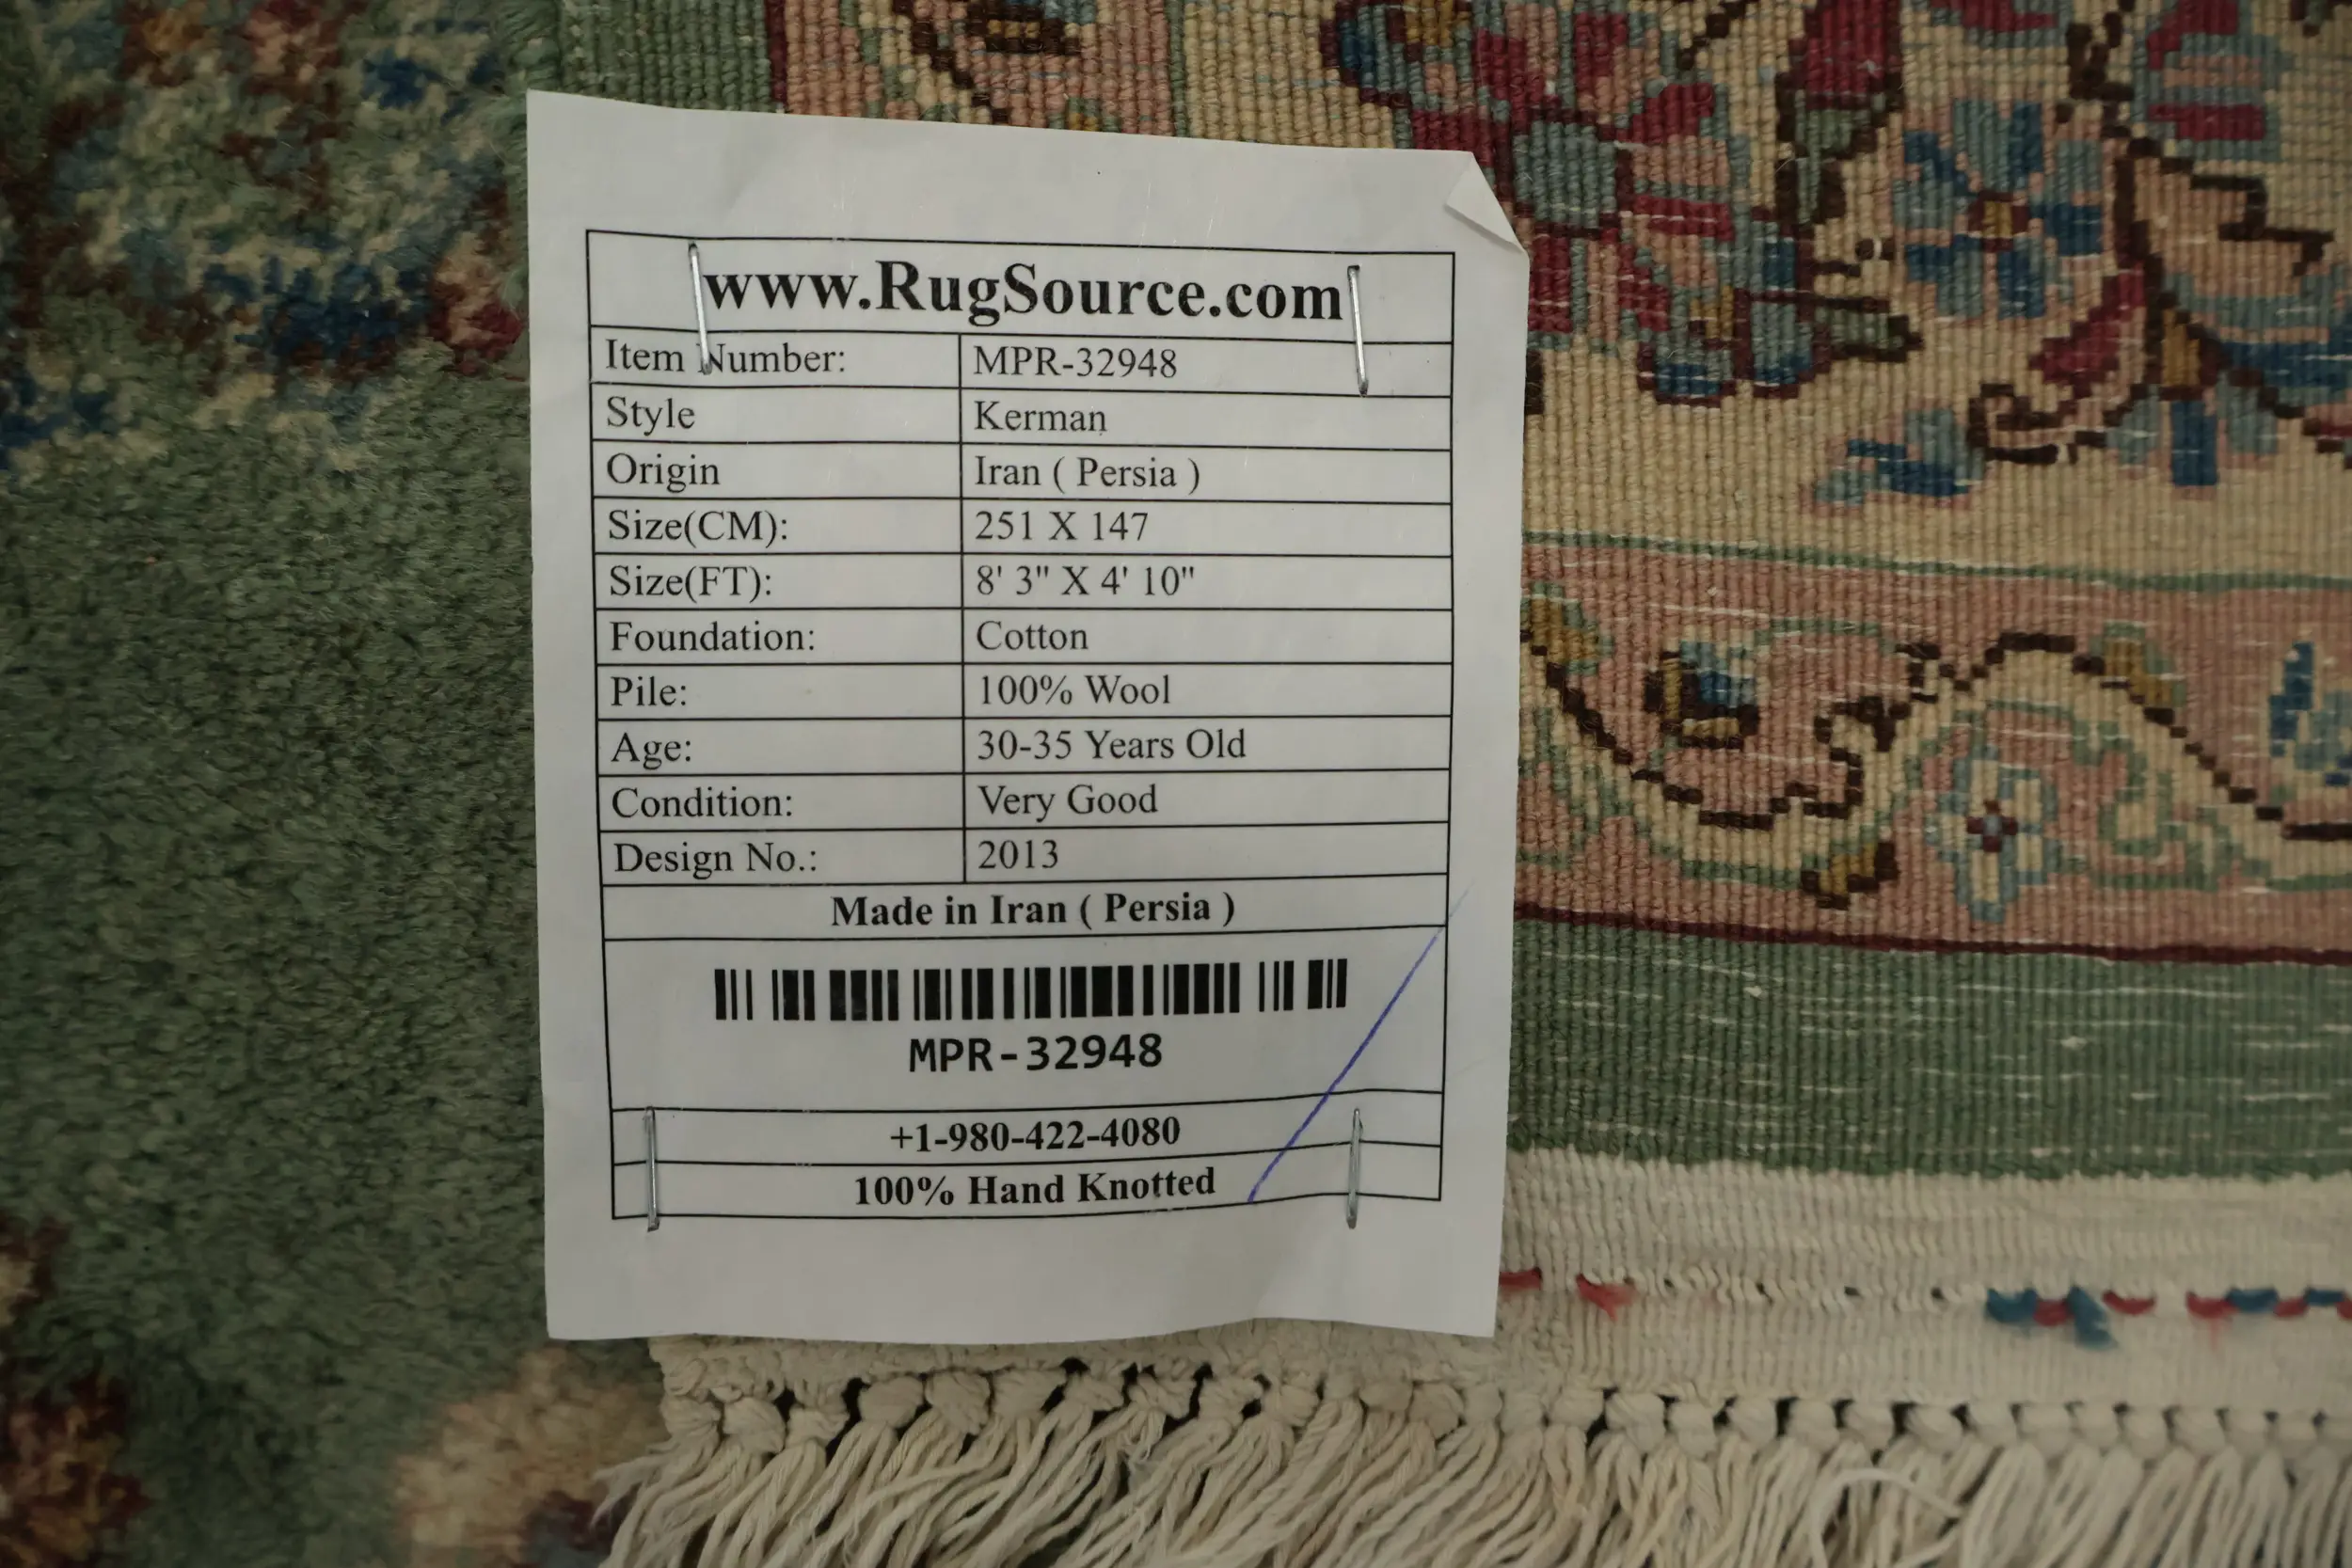 www.RugSource.com
Item Number: MPR-32948
Style Kerman
Origin Iran ( Persia )
Size(CM): 251 X 147
Size(FT): 8' 3" X 4' 10"
Foundation: Cotton
Pile: 100% Wool
Age: 30-35 Years Old
Condition: Very Good
Design No.: 2013
Made in Iran ( Persia )
MPR-32948
+1-980-422-4080
100% Hand Knotted